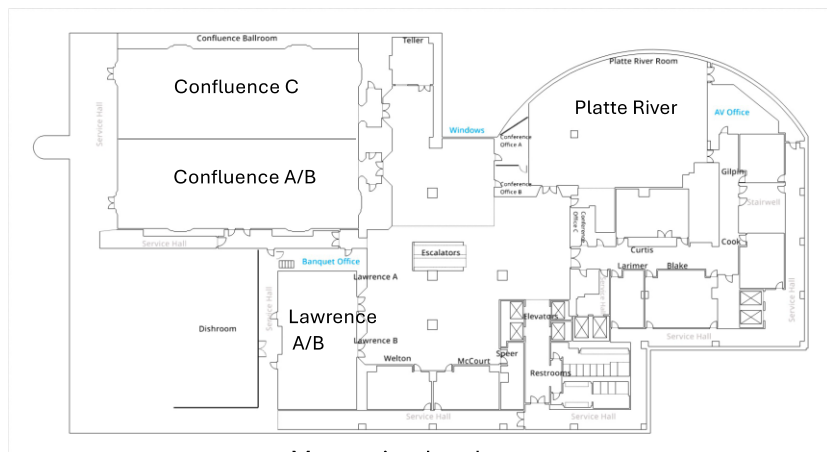 Confluence Ballroom
Teller
Confluence C
Service Hall
Platte River Room
Platte River
AV Office
Windows
Conference
Office A
Confluence A/B
Conference
Office B
Gilpin
Stairwell
Conference
Office C
Service Hall
Curtis
Cook
Escalators
Banquet Office
Larimer
Blake
Lawrence A
Service Hall
Service Hall
Service Hall
Lawrence
A/B
Elevators
Dishroom
Lawrence B
Service Hall
Speer
Welton
McCourt
Restrooms
Service Hall
Service Hall